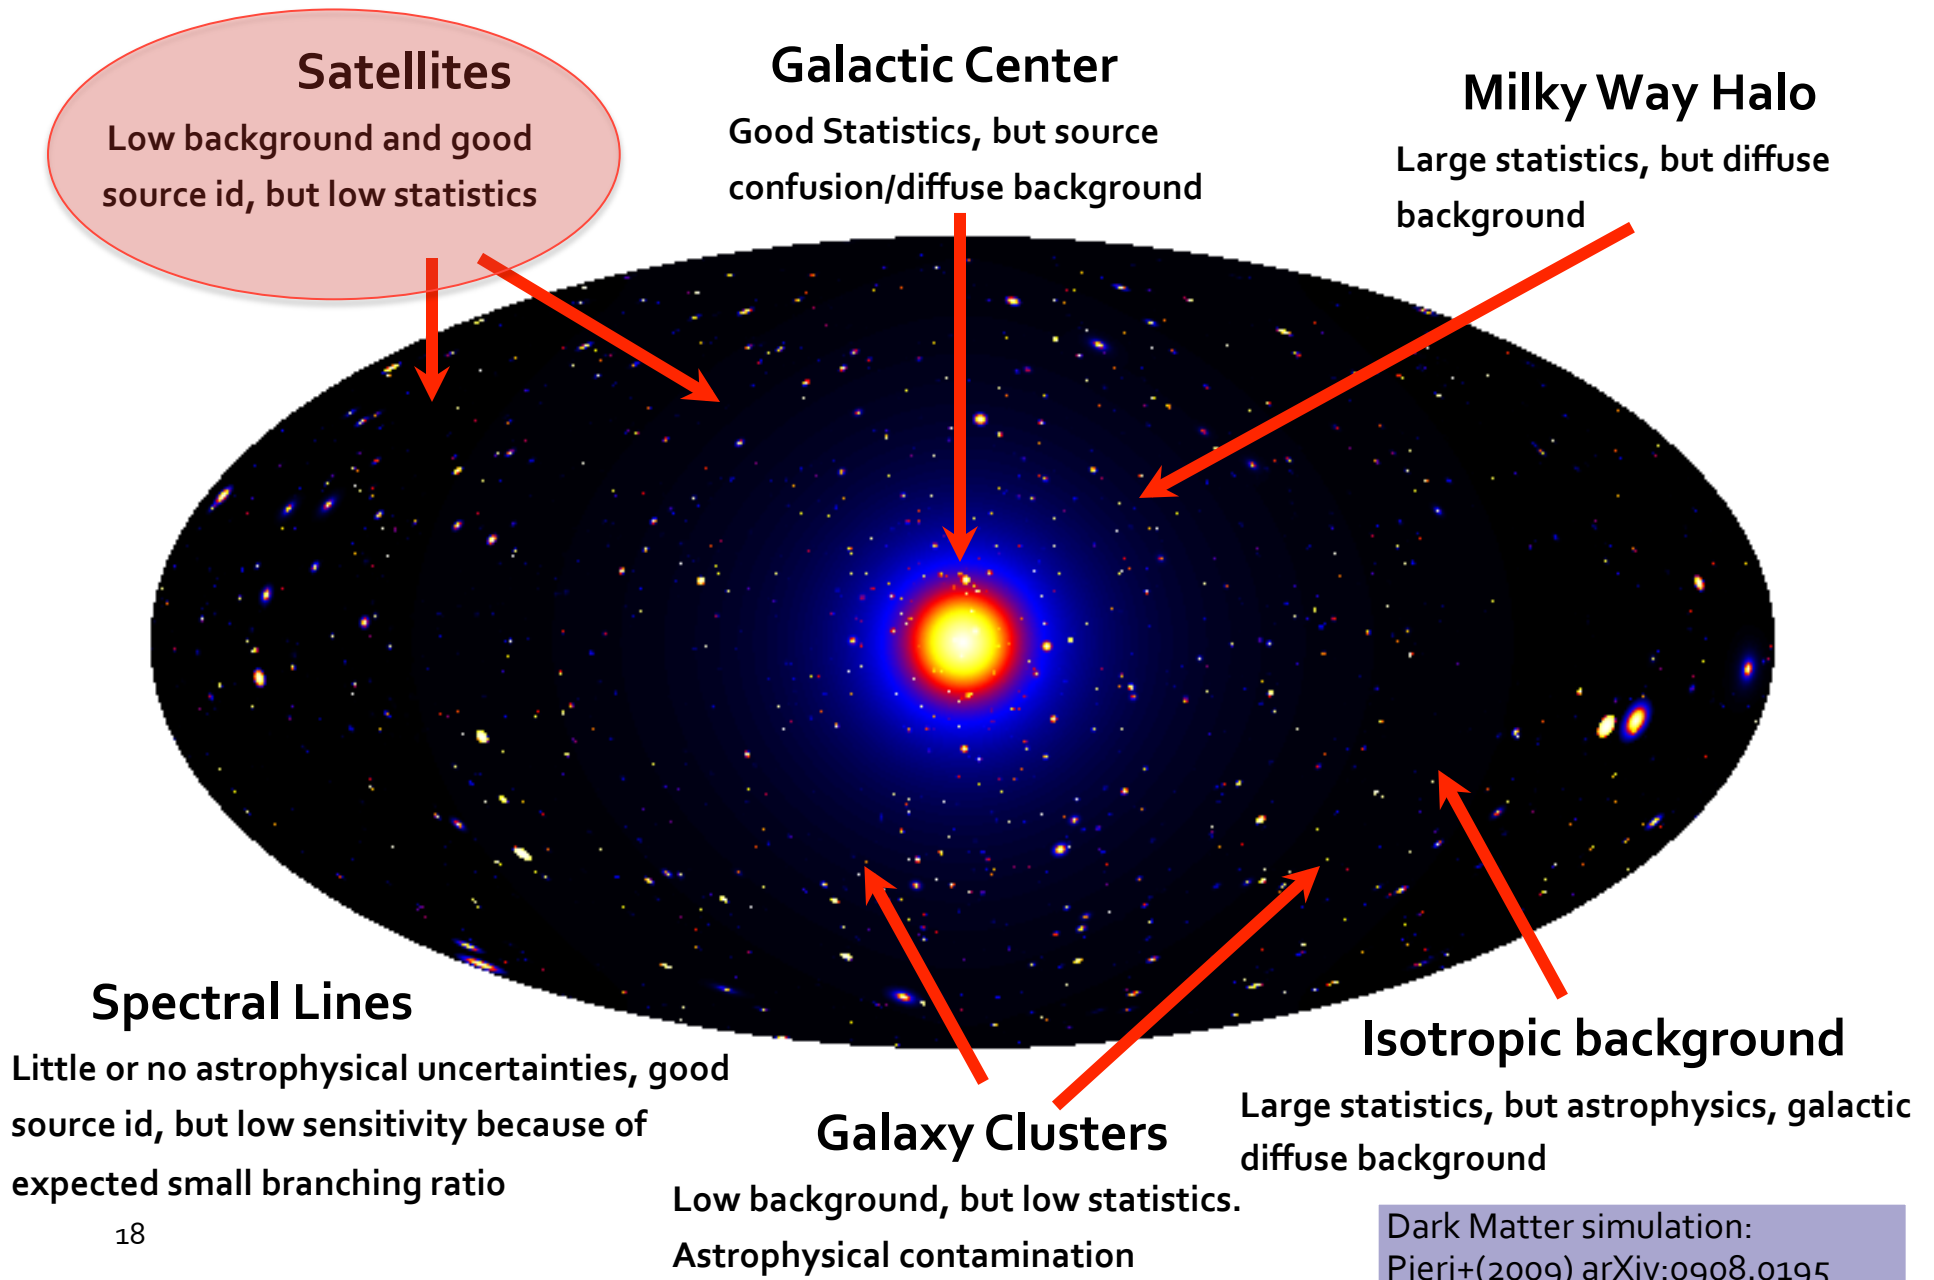 Satellites
Low background and good
source id, but low statistics
Galactic Center
Good Statistics, but source
confusion/diffuse background
Milky Way Halo
Large statistics, but diffuse
background
Spectral Lines
Little or no astrophysical uncertainties, good
source id, but low sensitivity because of
expected small branching ratio
18
Galaxy Clusters
Low background, but low statistics.
Astrophysical contamination
Isotropic background
Large statistics, but astrophysics, galactic
diffuse background
Dark Matter simulation:
Pieri+(2009) arXiv:0908.0195